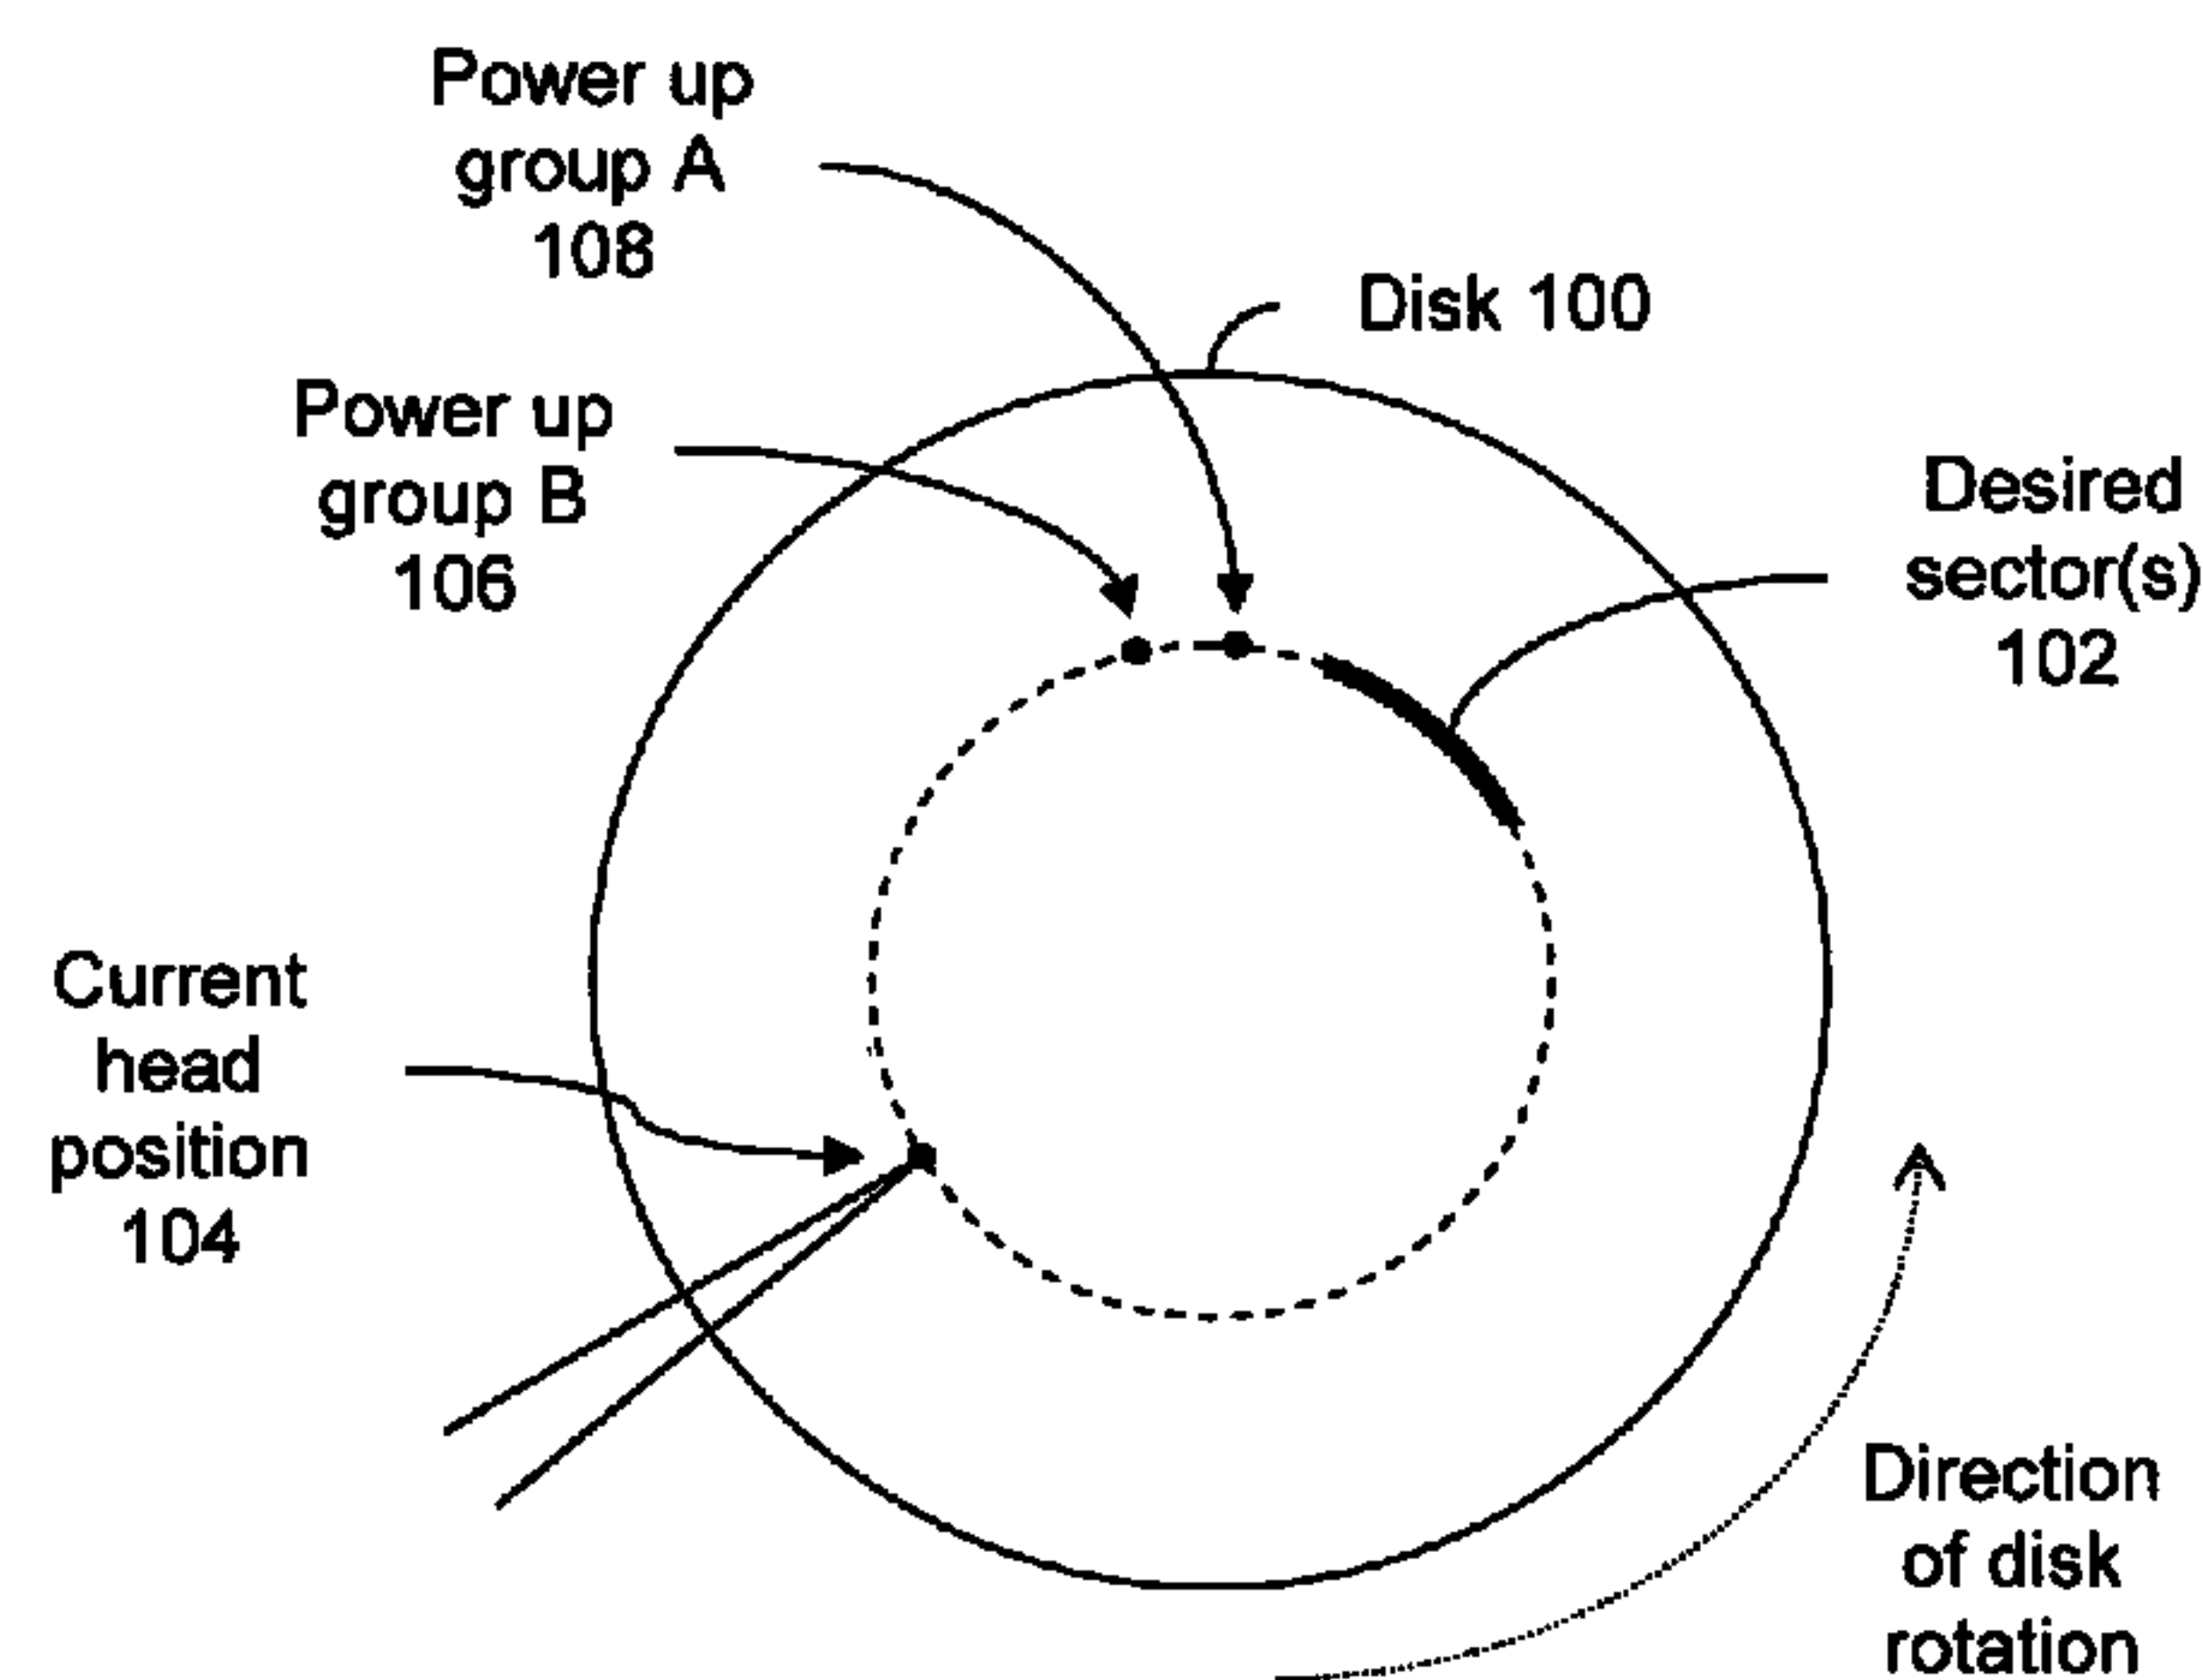 Power up
group A
108
Disk 100
Power up
group B
106
Desired
sector(s)
102
Current
head
position
104
Direction
of disk
rotation